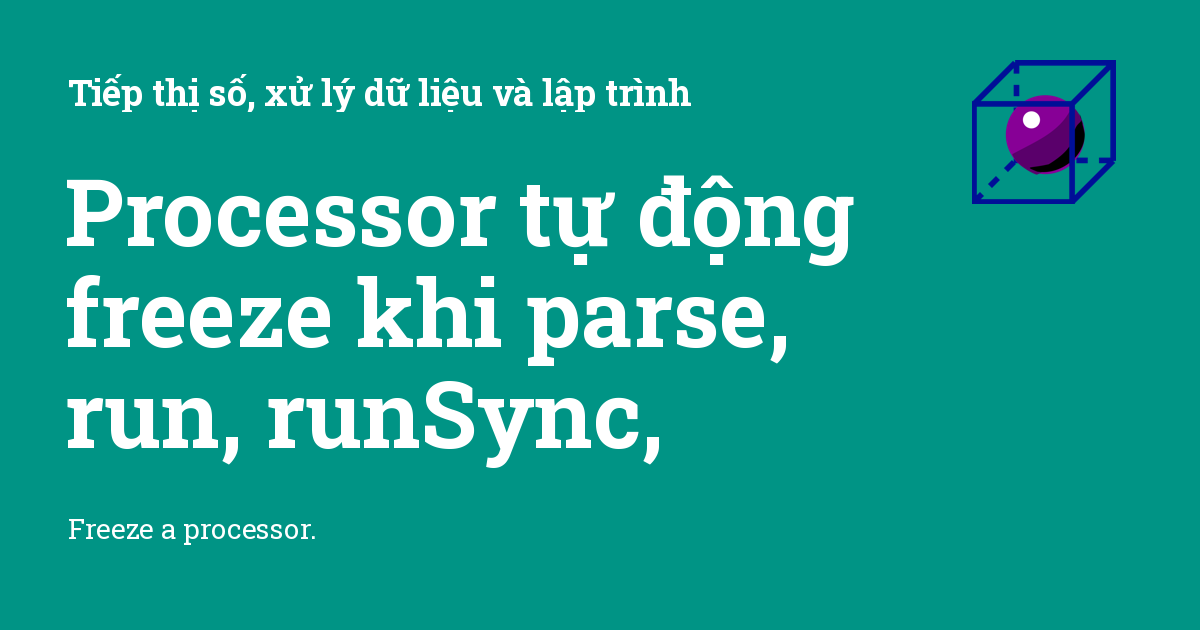 Tiếp thị số, xử lý dữ liệu và lập trình
Processor tự động
freeze khi parse,
run, runSync,
Freeze a processor.